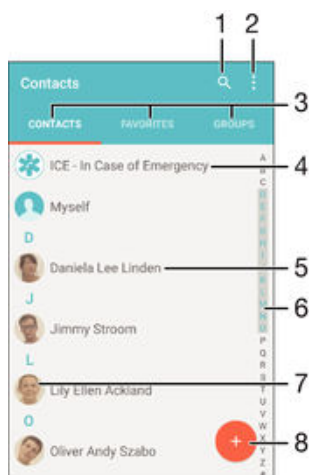 1 2
Contacts
3
CONTACTS FAVORITES GROUPS
ICE - In Case of Emergency 4
Myself
D
Daniela Lee Linden 5
J
Jimmy Stroom
6
L
7 Lily Ellen Ackland
O
Oliver Andy Szabo
+ 8
A
B
C
D
E
F
G
H
I
J
K
L
M
N
O
P
Q
R
S
T
U
V
W
X
Y
Z